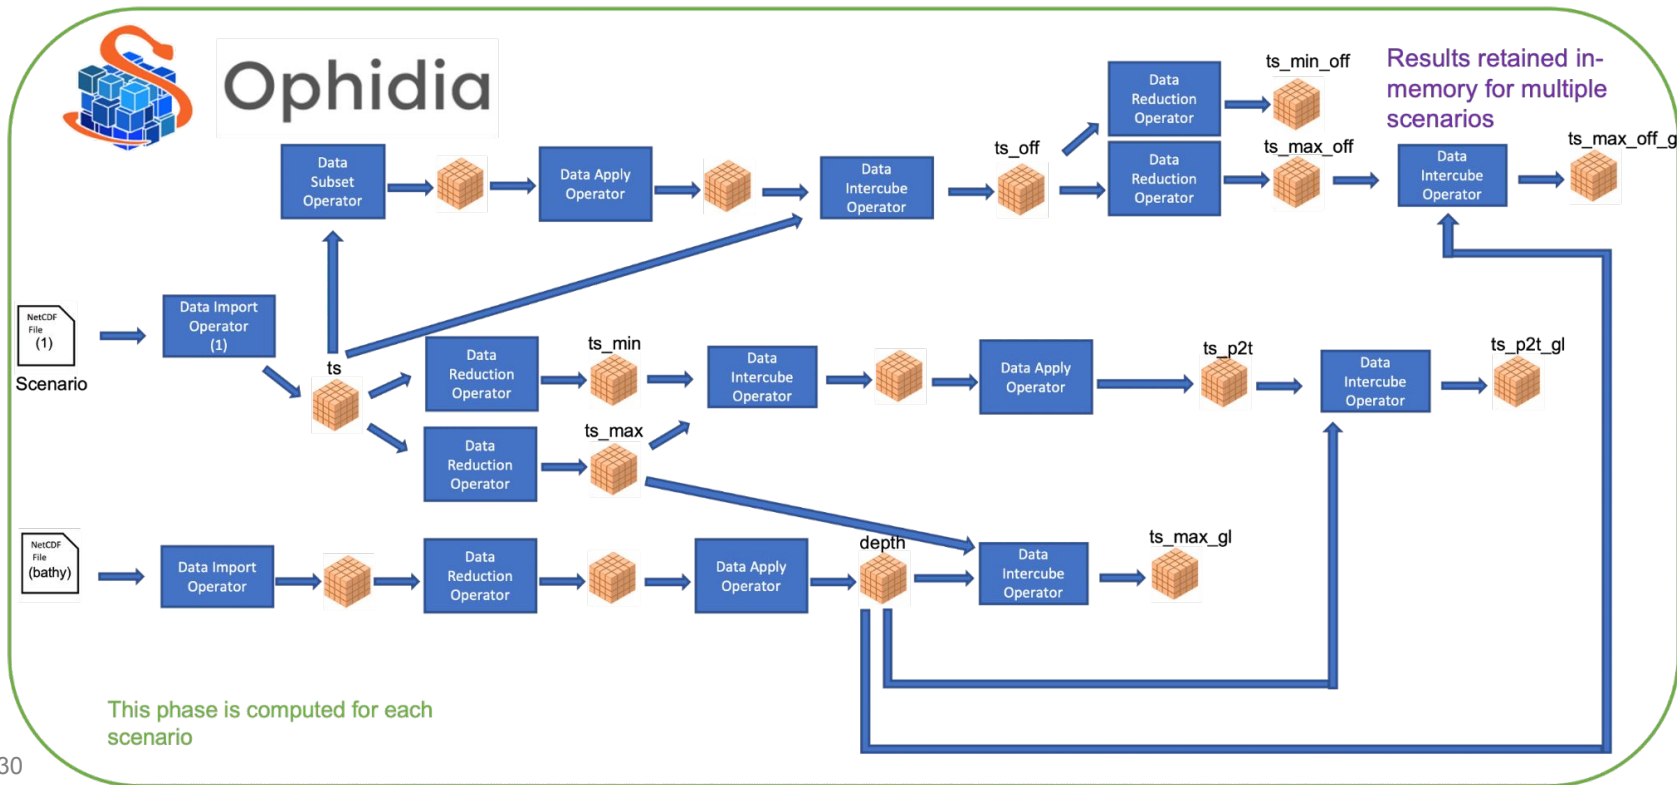 Ophidia
Results retained in-
memory for multiple
scenarios
ts_min_off
Data
Reduction
Operator
Data
Subset
Operator
Data Apply
Operator
Data
Intercube
Operator
ts_off
Data
Reduction
Operator
ts_max_off
Data
Intercube
Operator
ts_max_off_g
NetCDF
File
(1)
Scenario
Data Import
Operator
(1)
ts
Data
Reduction
Operator
ts_min
Data
Intercube
Operator
Data Apply
Operator
ts_p2t
Data
Intercube
Operator
ts_p2t_gl
Data
Reduction
Operator
ts_max
NetCDF
File
(bathy)
Data Import
Operator
Data
Reduction
Operator
Data Apply
Operator
depth
Data
Intercube
Operator
ts_max_gl
This phase is computed for each
scenario
30